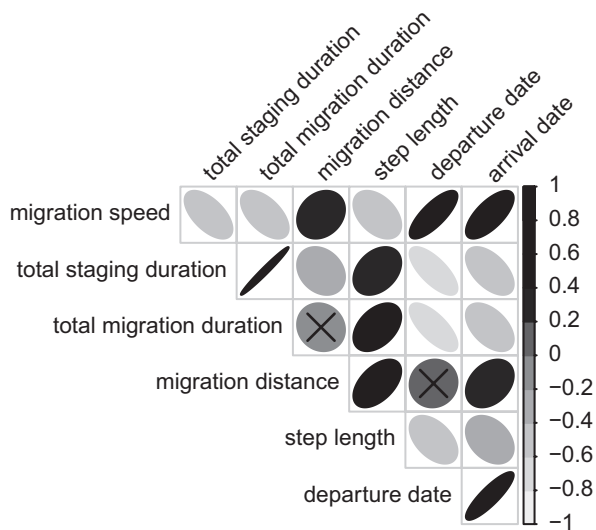 total staging duration
total migration duration
migration distance
step length
departure date
arrival date
migration speed
total staging duration
total migration duration
migration distance
step length
departure date
1
0.8
0.6
0.4
0.2
0
−0.2
−0.4
−0.6
−0.8
−1